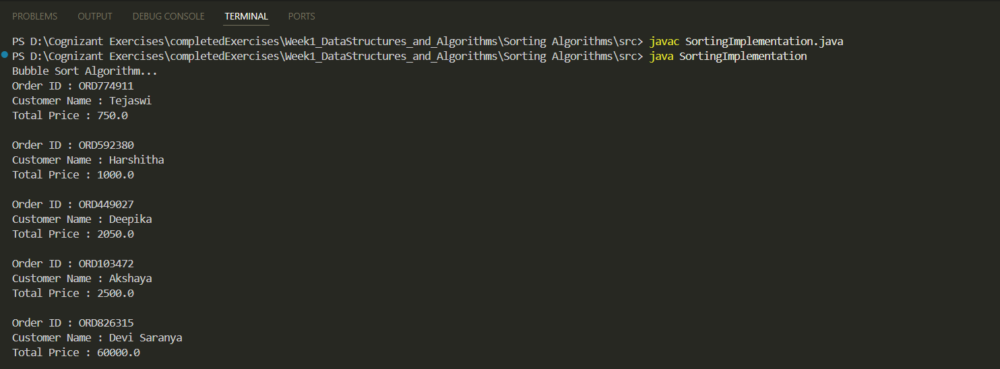 PROBLEMS OUTPUT DEBUG CONSOLE TERMINAL PORTS
PS D:\Cognizant Exercises\completedExercises\Week1_DataStructures_and_Algorithms\Sorting Algorithms\src> javac SortingImplementation.java
PS D:\Cognizant Exercises\completedExercises\Week1_DataStructures_and_Algorithms\Sorting Algorithms\src> java SortingImplementation
Bubble Sort Algorithm...
Order ID : ORD774911
Customer Name : Tejaswi
Total Price : 750.0
Order ID : ORD592380
Customer Name : Harshitha
Total Price : 1000.0
Order ID : ORD449027
Customer Name : Deepika
Total Price : 2050.0
Order ID : ORD103472
Customer Name : Akshaya
Total Price : 2500.0
Order ID : ORD826315
Customer Name : Devi Saranya
Total Price : 60000.0